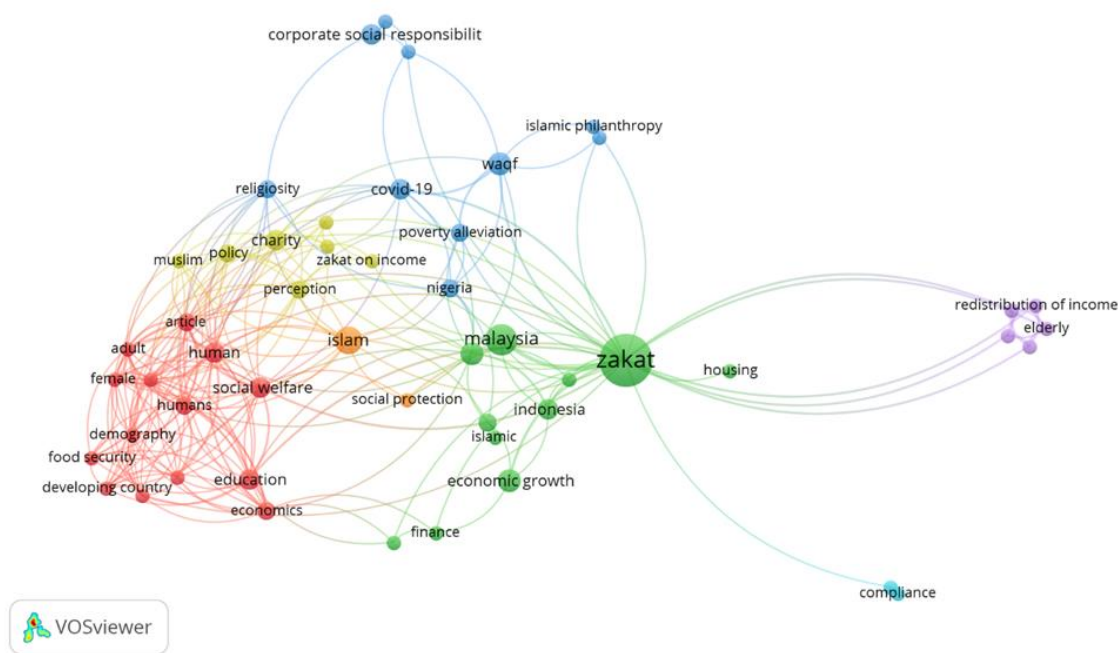 corporate social responsibilit
islamic philanthropy
waqf
religiosity
covid-19
poverty alleviation
charity
policy
muslim
zakat on income
perception
nigeria
redistribution of income
elderly
article
islam
malaysia
adult
human
zakat
housing
female
social welfare
humans
social protection
indonesia
demography
islamic
food security
education
economic growth
developing country
economics
finance
compliance
VOSviewer